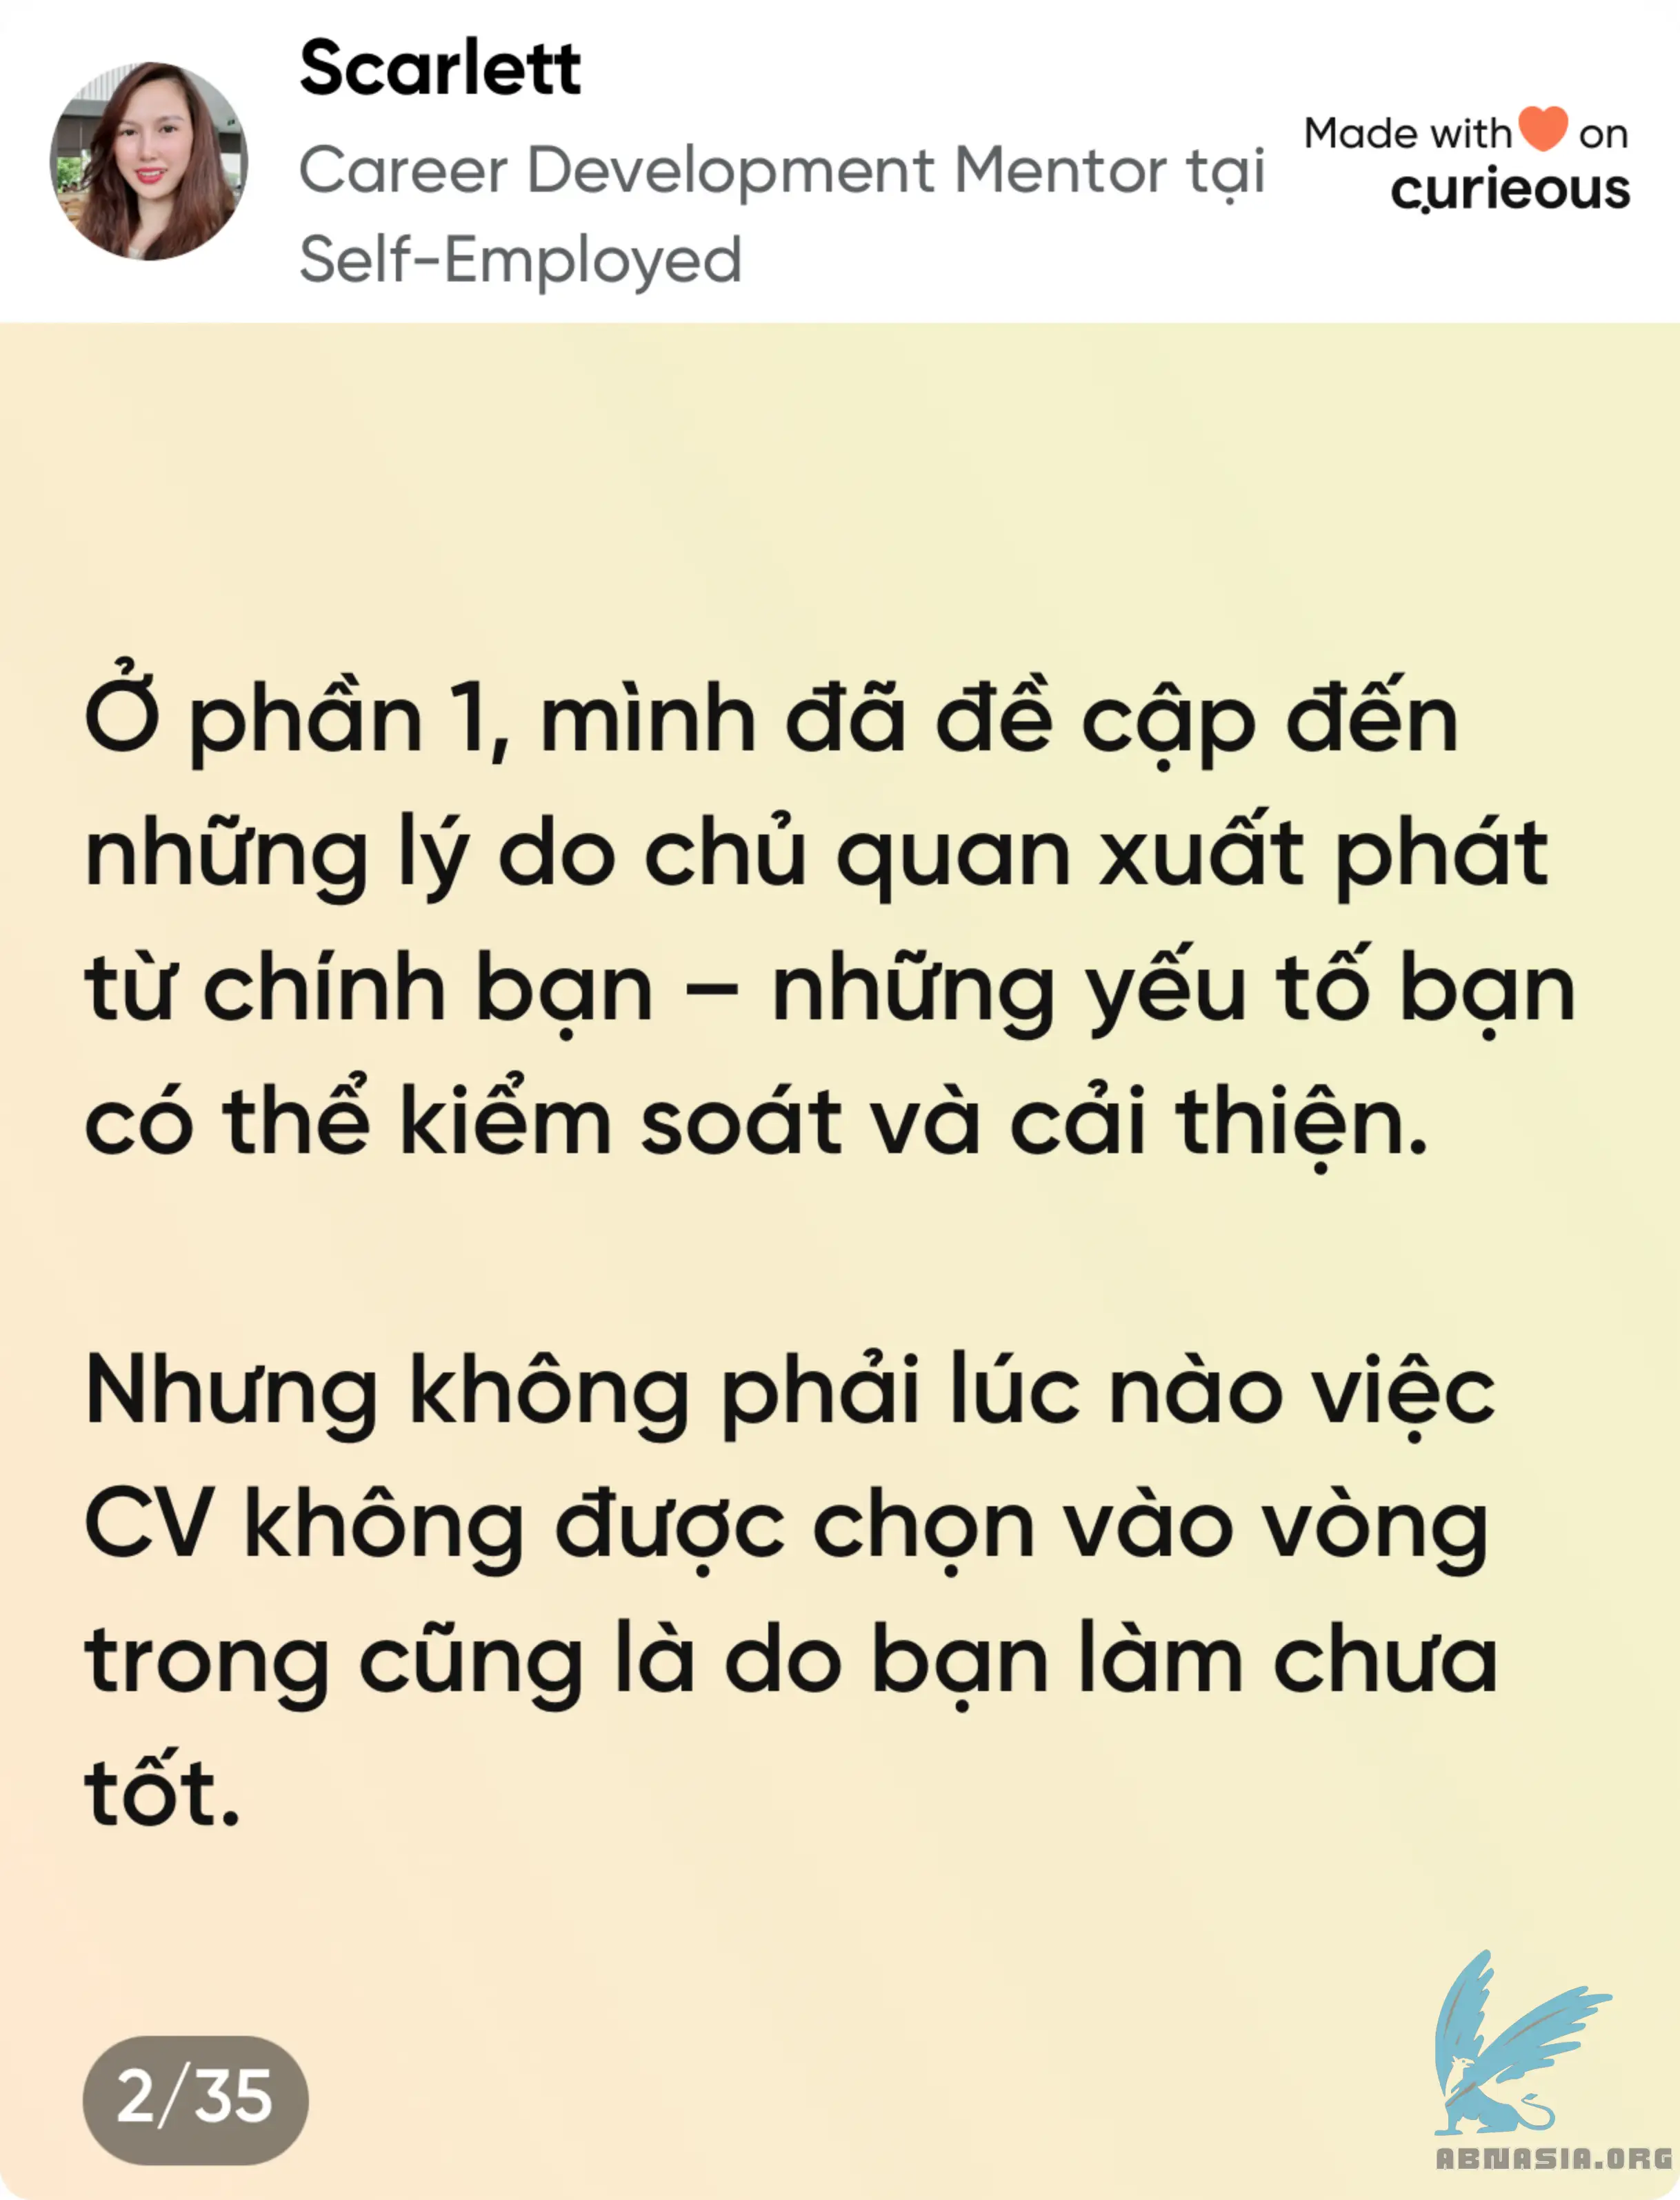 Scarlett
Career Development Mentor tại
Self-Employed
Made with on
curieous
Ở phần 1, mình đã đề cập đến
những lý do chủ quan xuất phát
từ chính bạn – những yếu tố bạn
có thể kiểm soát và cải thiện.
Nhưng không phải lúc nào việc
CV không được chọn vào vòng
trong cũng là do bạn làm chưa
tốt.
2/35
ABNASIA.ORG